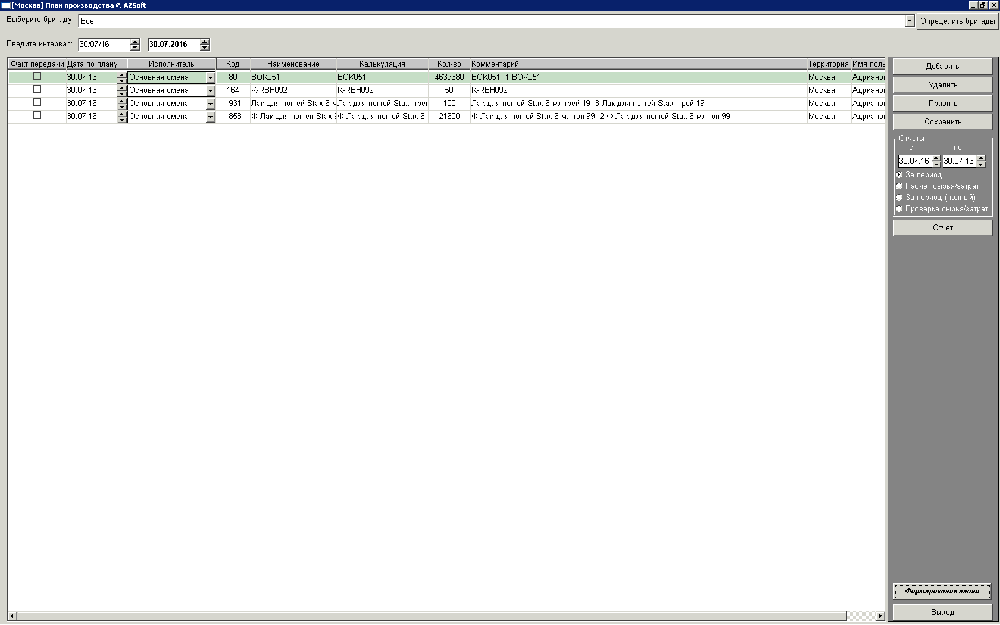 [Москва] План производства © AZSoft
Выберите бригаду: Все Определить бригады
Введите интервал: 30/07/16 30.07.2016
Факт передачи Дата по плану Исполнитель Код Наименование Калькуляция Кол-во Комментарий Территория Имя поль
30.07.16 Основная смена 80 BOK051 BOK051 4639680 BOK051 1 BOK051 Москва Адрианов
30.07.16 Основная смена 164 K-RBH092 K-RBH092 50 K-RBH092 Москва Адрианов
30.07.16 Основная смена 1931 Лак для ногтей Stax 6 м Лак для ногтей Stax трей 100 Лак для ногтей Stax 6 мл трей 19 3 Лак для ногтей Stax трей 19 Москва Адрианов
30.07.16 Основная смена 1858 Ф Лак для ногтей Stax 6 Ф Лак для ногтей Stax 6 21600 Ф Лак для ногтей Stax 6 мл тон 99 2 Ф Лак для ногтей Stax 6 мл тон 99 Москва Адрианов
Добавить
Удалить
Править
Сохранить
Отчеты
с по
30.07.16 30.07.16
За период
Расчет сырья/затрат
За период (полный)
Проверка сырья/затрат
Отчет
Формирование плана
Выход